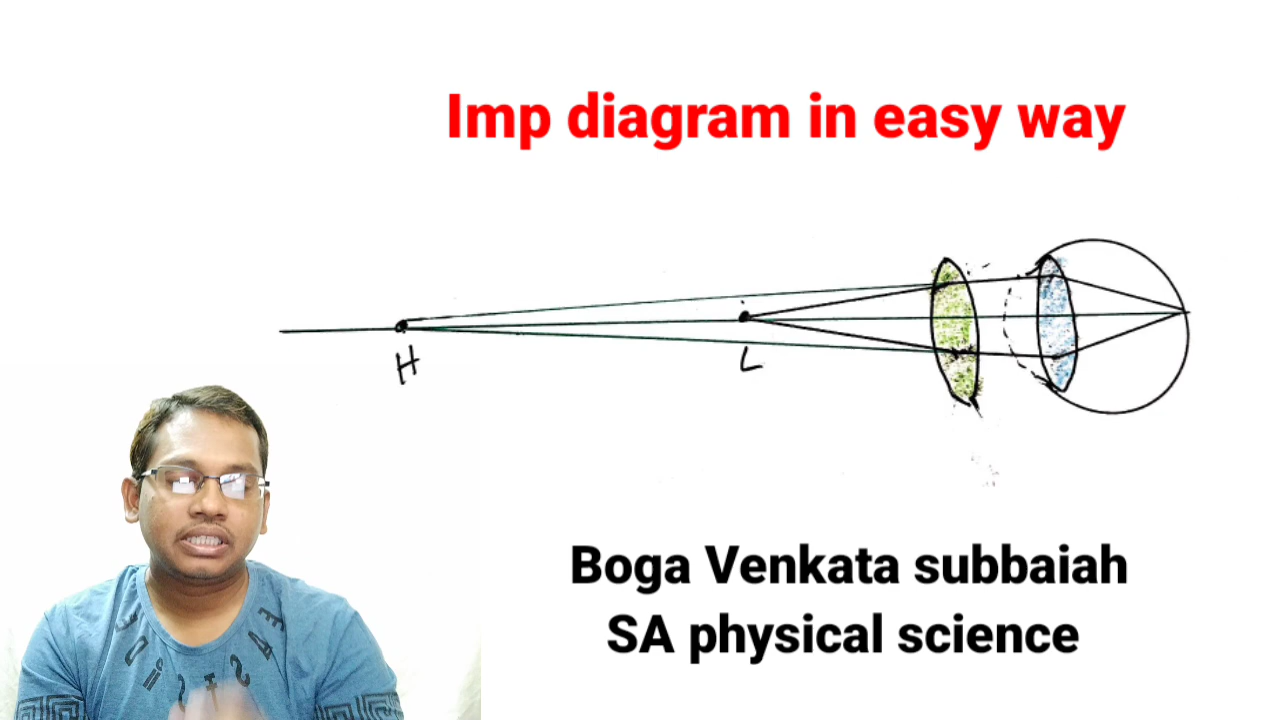 Imp diagram in easy way
H
L
Boga Venkata subbaiah
SA physical science